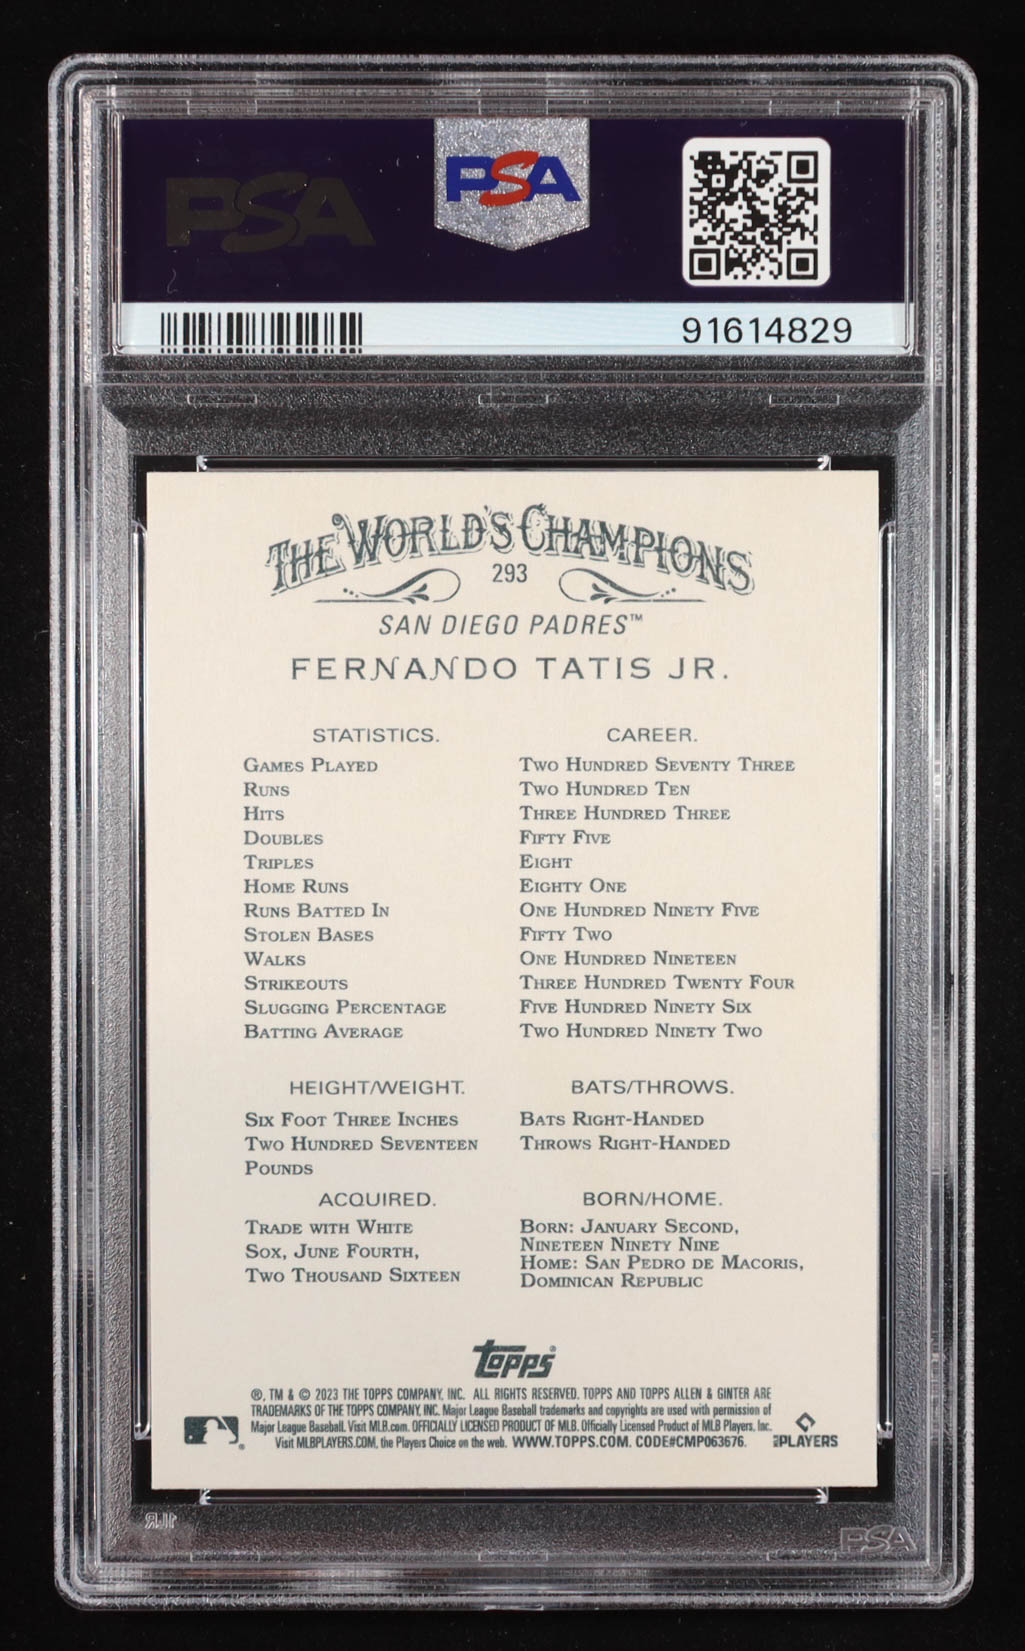 PSA
PSA
91614829
THE WORLD'S CHAMPIONS
293
SAN DIEGO PADRES™
FERNANDO TATIS JR.
STATISTICS. CAREER.
GAMES PLAYED TWO HUNDRED SEVENTY THREE
RUNS TWO HUNDRED TEN
HITS THREE HUNDRED THREE
DOUBLES FIFTY FIVE
TRIPLES EIGHT
HOME RUNS EIGHTY ONE
RUNS BATTED IN ONE HUNDRED NINETY FIVE
STOLEN BASES FIFTY TWO
WALKS ONE HUNDRED NINETEEN
STRIKEOUTS THREE HUNDRED TWENTY FOUR
SLUGGING PERCENTAGE FIVE HUNDRED NINETY SIX
BATTING AVERAGE TWO HUNDRED NINETY TWO
HEIGHT/WEIGHT. BATS/THROWS.
SIX FOOT THREE INCHES BATS RIGHT-HANDED
TWO HUNDRED SEVENTEEN THROWS RIGHT-HANDED
POUNDS
ACQUIRED. BORN/HOME.
TRADE WITH WHITE
SOX, JUNE FOURTH,
TWO THOUSAND SIXTEEN
BORN: JANUARY SECOND,
NINETEEN NINETY NINE
HOME: SAN PEDRO DE MACORIS,
DOMINICAN REPUBLIC
topps®
®, TM & © 2023 THE TOPPS COMPANY, INC. ALL RIGHTS RESERVED. TOPPS AND TOPPS ALLEN & GINTER ARE
TRADEMARKS OF THE TOPPS COMPANY, INC. Major League Baseball trademarks and copyrights are used with permission of
Major League Baseball. Visit MLB.com. OFFICIALLY LICENSED PRODUCT OF MLB. Officially Licensed Product of MLB Players, Inc.
Visit MLBPLAYERS.COM, the Players Choice on the web. WWW.TOPPS.COM. CODE#CMP063676.
PLAYERS
PSA